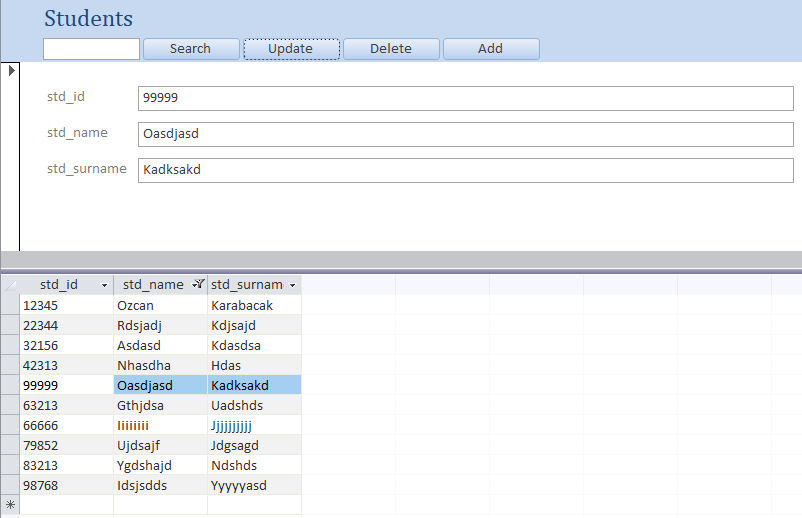 Students
Search Update Delete Add
std_id 99999
std_name Oasdjasd
std_surname Kadksakd
std_id std_name std_surnam
12345 Ozcan Karabacak
22344 Rdsjadj Kdjsajd
32156 Asdasd Kdasdsa
42313 Nhasdha Hdas
99999 Oasdjasd Kadksakd
63213 Gthjdsa Uadshds
66666 Iiiiiiii Jjjjjjjjjj
79852 Ujdsajf Jdgsagd
83213 Ygdshajd Ndshds
98768 Idsjsdds Yyyyyasd